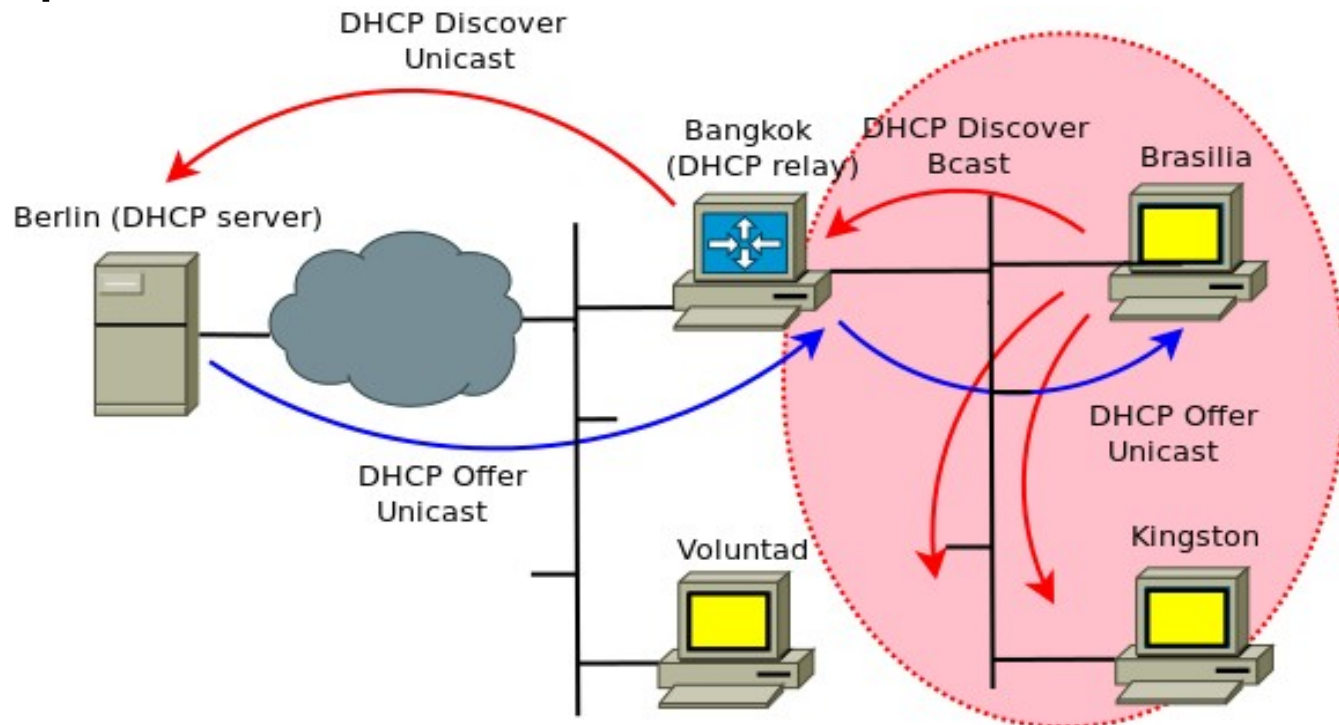 DHCP Discover
Unicast
Bangkok
(DHCP relay)
DHCP Discover
Bcast
Brasilia
Berlin (DHCP server)
DHCP Offer
Unicast
DHCP Offer
Unicast
Voluntad
Kingston